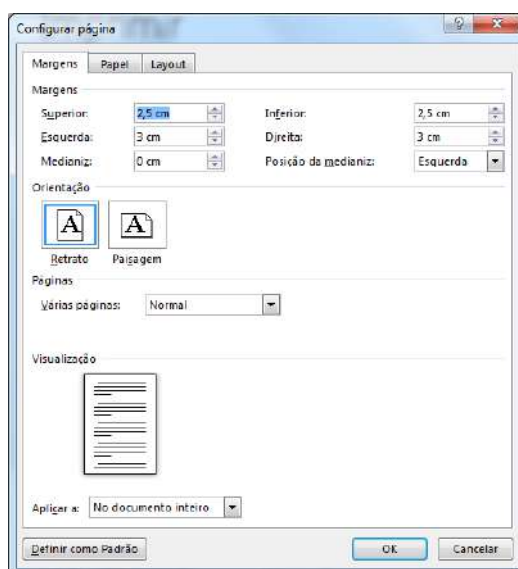 Configurar página
Margens Papel Layout
Margens
Superior: 2,5 cm Inferior: 2,5 cm
Esquerda: 3 cm Direita: 3 cm
Medianiz: 0 cm Posição da medianiz: Esquerda
Orientação
A A
Retrato Paisagem
Páginas
Várias páginas: Normal
Visualização
Aplicar a: No documento inteiro
Definir como Padrão OK Cancelar